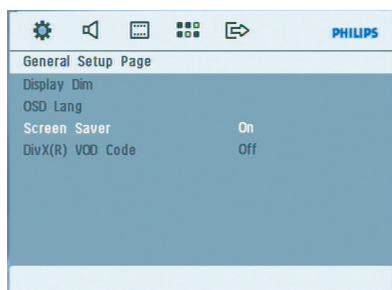 PHILIPS
General Setup Page
Display Dim
OSD Lang
Screen Saver On
DivX(R) VOD Code Off